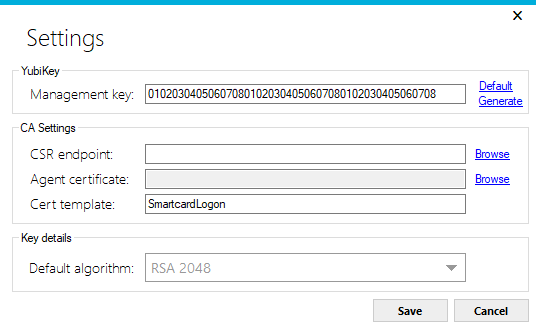 Settings
YubiKey
Management key: 010203040506070801020304050607080102030405060708 Default
Generate
CA Settings
CSR endpoint: Browse
Agent certificate: Browse
Cert template: SmartcardLogon
Key details
Default algorithm: RSA 2048
Save Cancel